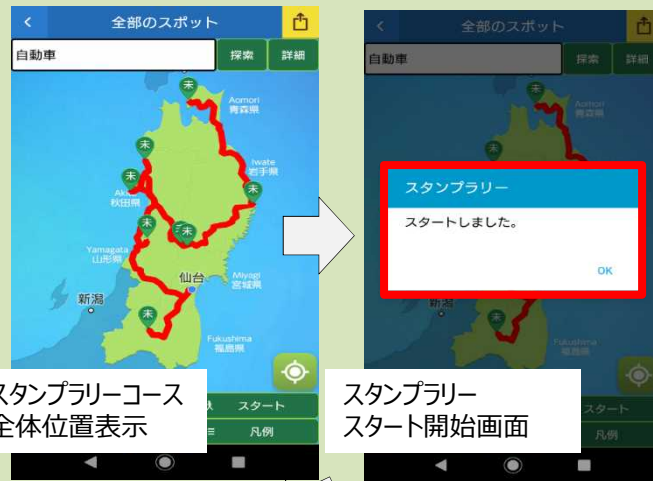 全部のスポット
自動車
探索
詳細
未
Aomori
青森県
未
Iwate
岩手県
未
未
秋田県
未
未
Yamagata
山形県
仙台
Miyagi
宮城県
新潟
未
Fukushima
福島県
スタンプラリーコース
全体位置表示
スタート
凡例
全部のスポット
自動車
探索
詳細
Aomori
青森県
スタンプラリー
スタートしました。
OK
新潟
Fukushima
福島県
スタンプラリー
スタート開始画面
スタート
凡例